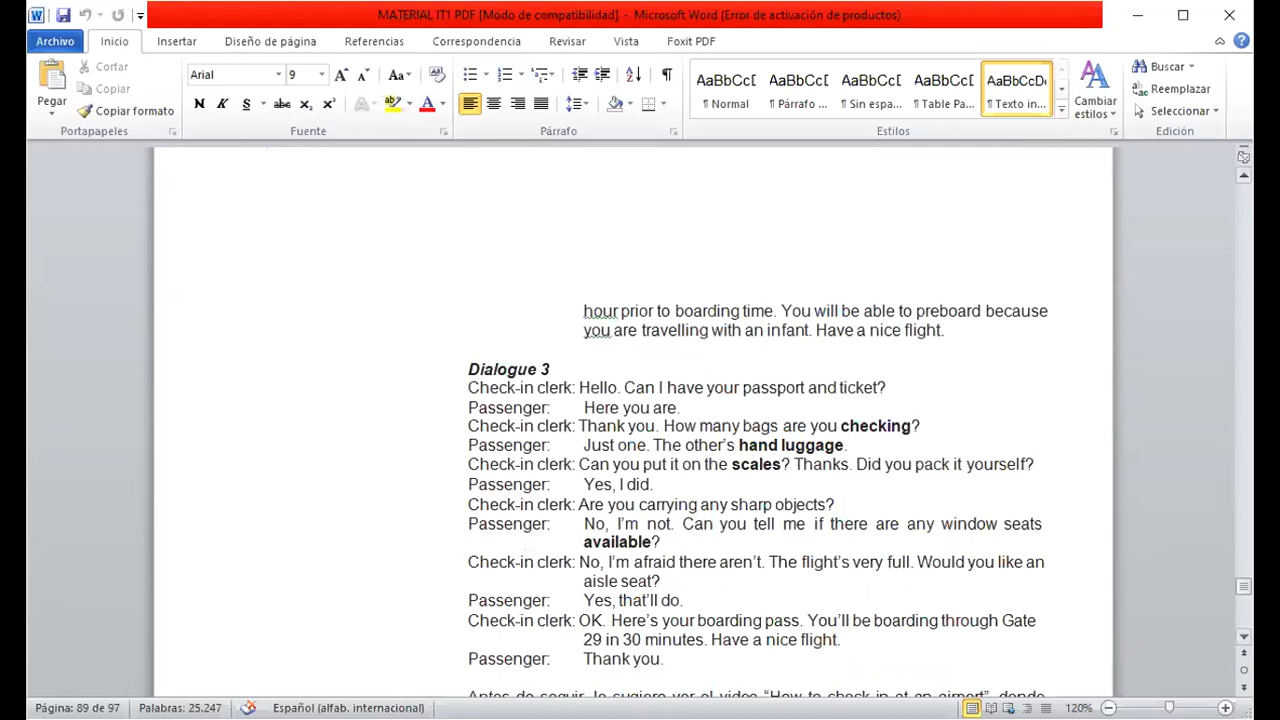 MATERIAL IT1 PDF [Modo de compatibilidad] - Microsoft Word (Error de activación de productos)
Archivo Inicio Insertar Diseño de página Referencias Correspondencia Revisar Vista Foxit PDF
Pegar
Cortar
Copiar
Copiar formato
Portapapeles
Arial 9
Fuente
Párrafo
AaBbCcD AaBbCcD AaBbCcD AaBbCcD AaBbCcDo
¶ Normal ¶ Párrafo ... ¶ Sin espa... ¶ Table Pa... ¶ Texto in...
Cambiar estilos
Estilos
Buscar
Reemplazar
Seleccionar
Edición
hour prior to boarding time. You will be able to preboard because
you are travelling with an infant. Have a nice flight.
Dialogue 3
Check-in clerk: Hello. Can I have your passport and ticket?
Passenger: Here you are.
Check-in clerk: Thank you. How many bags are you checking?
Passenger: Just one. The other's hand luggage.
Check-in clerk: Can you put it on the scales? Thanks. Did you pack it yourself?
Passenger: Yes, I did.
Check-in clerk: Are you carrying any sharp objects?
Passenger: No, I'm not. Can you tell me if there are any window seats
available?
Check-in clerk: No, I'm afraid there aren't. The flight's very full. Would you like an
aisle seat?
Passenger: Yes, that'll do.
Check-in clerk: OK. Here's your boarding pass. You'll be boarding through Gate
29 in 30 minutes. Have a nice flight.
Passenger: Thank you.
Antes de seguir, le sugiero ver el video "How to check in at an airport", donde
Página: 89 de 97 Palabras: 25.247 Español (alfab. internacional) 120%